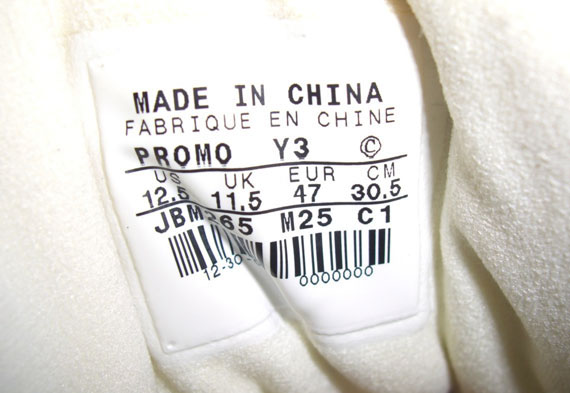 MADE IN CHINA
FABRIQUE EN CHINE
PROMO Y3 ©
US UK EUR CM
12.5 11.5 47 30.5
M25 C1
0000000